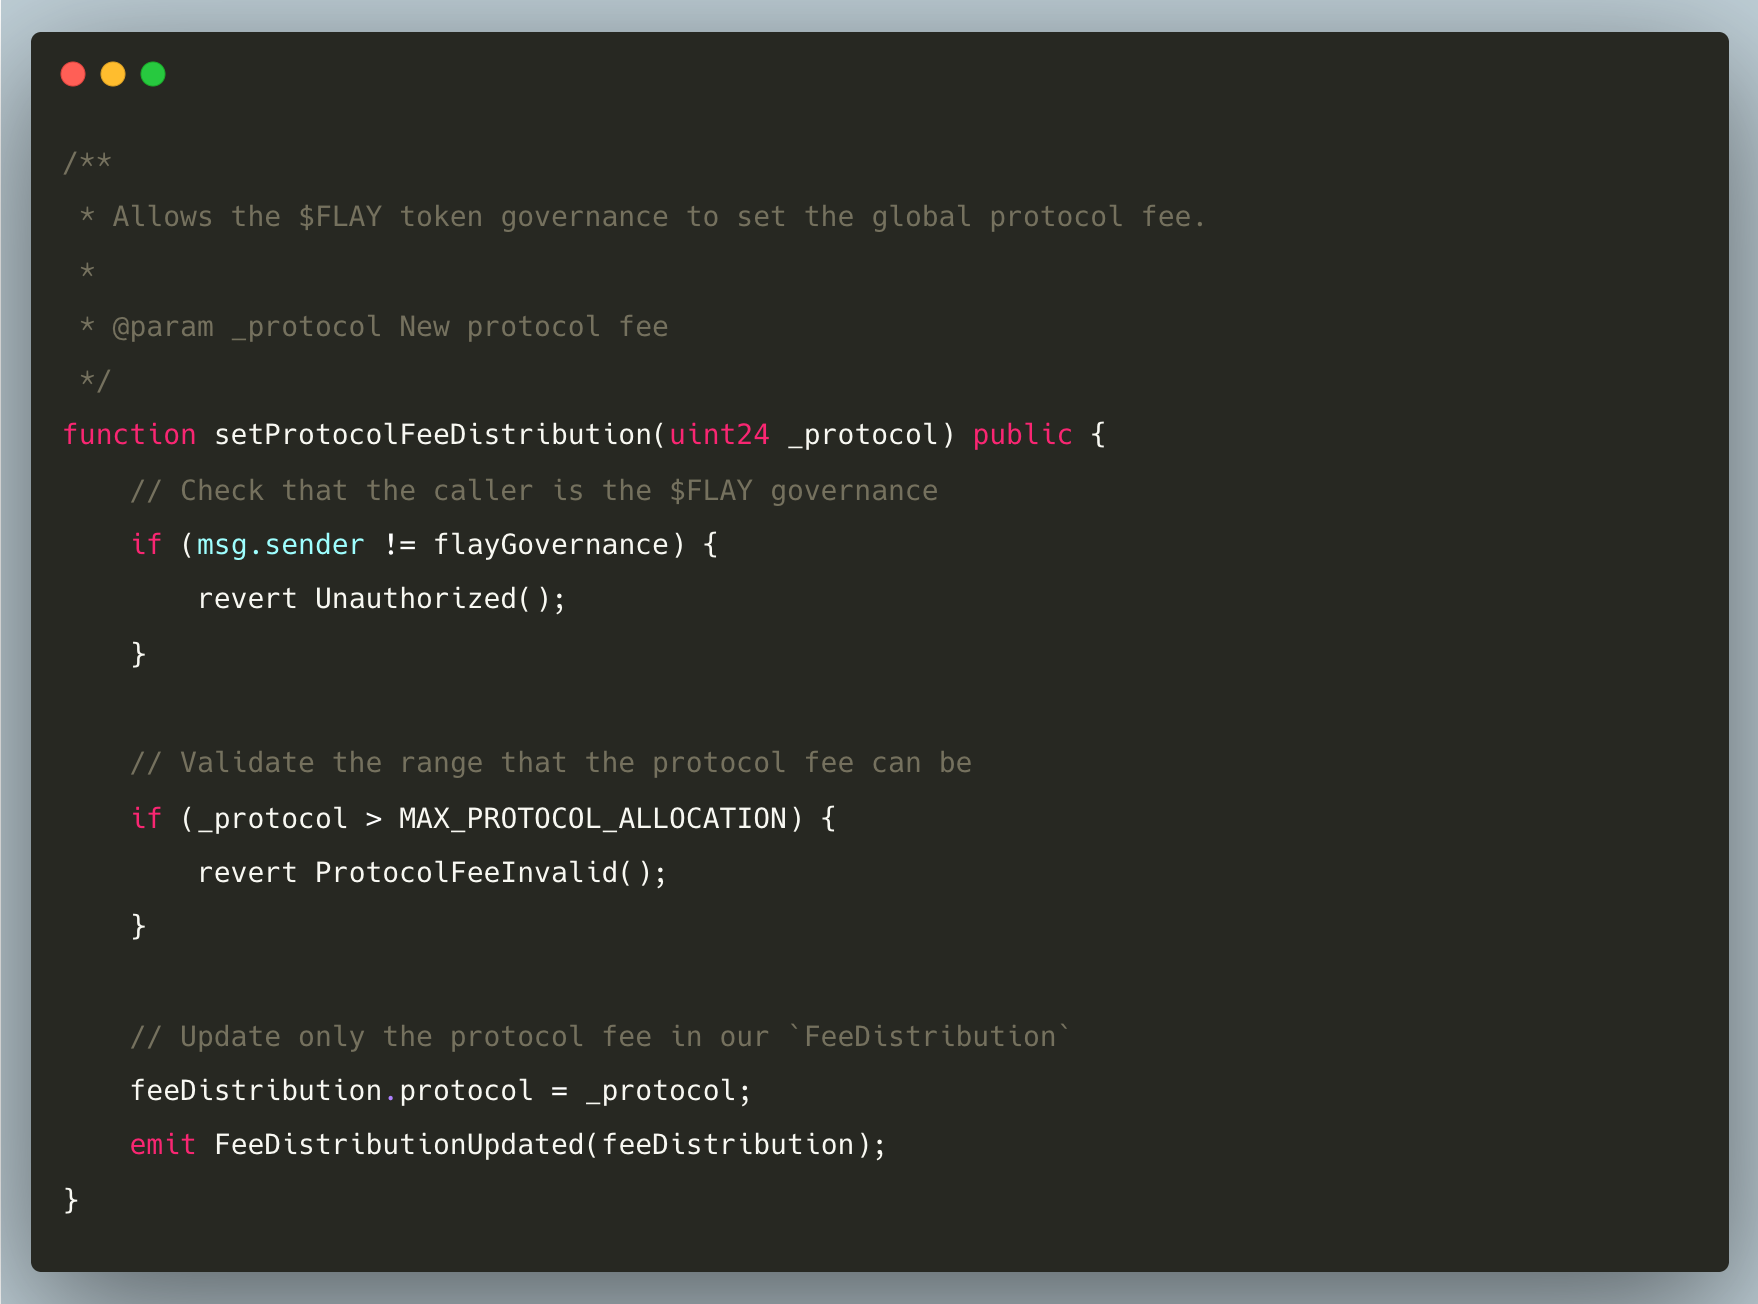 /**
 * Allows the $FLAY token governance to set the global protocol fee.
 *
 * @param _protocol New protocol fee
 */
function setProtocolFeeDistribution(uint24 _protocol) public {
    // Check that the caller is the $FLAY governance
    if (msg.sender != flayGovernance) {
        revert Unauthorized();
    }

    // Validate the range that the protocol fee can be
    if (_protocol > MAX_PROTOCOL_ALLOCATION) {
        revert ProtocolFeeInvalid();
    }

    // Update only the protocol fee in our `FeeDistribution`
    feeDistribution.protocol = _protocol;
    emit FeeDistributionUpdated(feeDistribution);
}